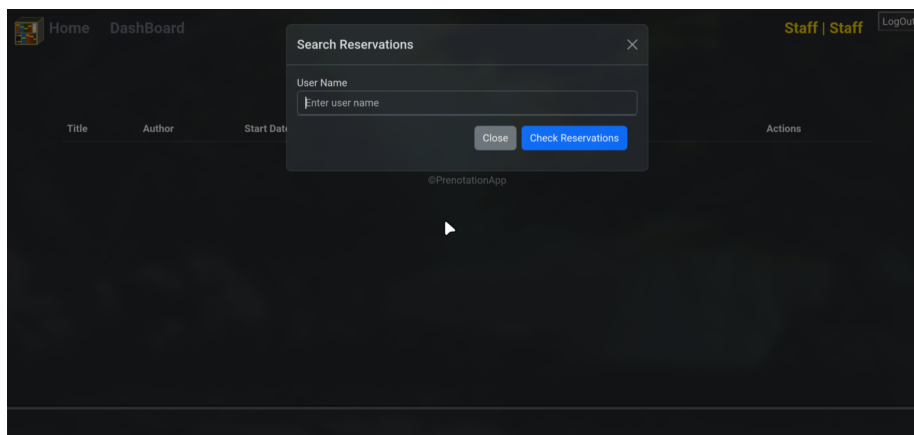 Home DashBoard Staff | Staff LogOut
Search Reservations
User Name
Enter user name
Title Author Start Date Actions
Close Check Reservations
©PrenotationApp